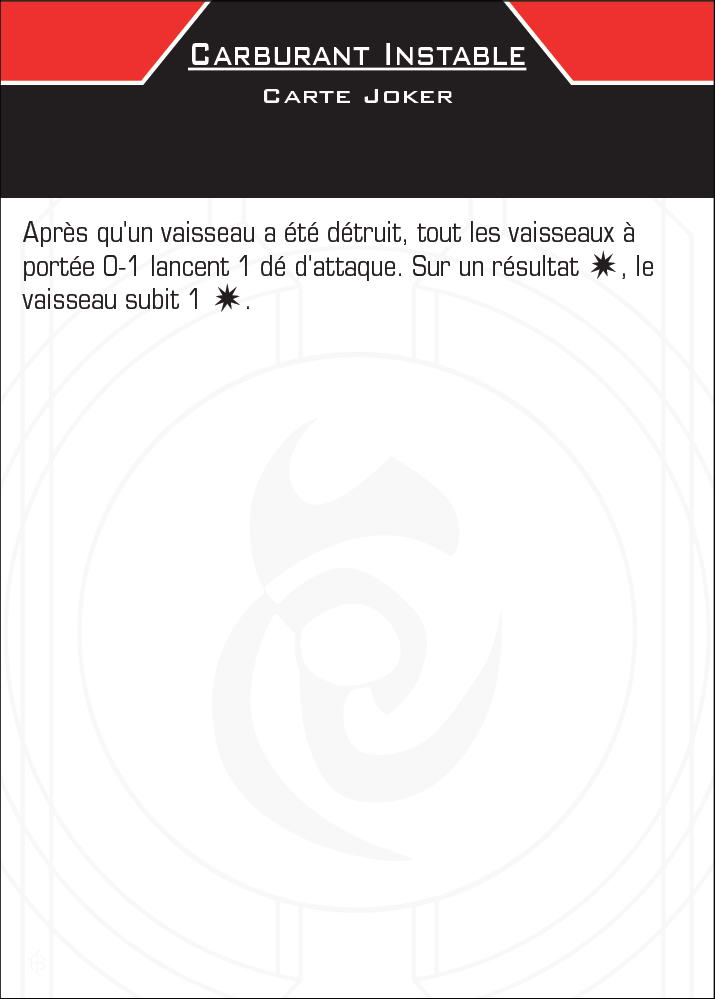 Carburant Instable
Carte Joker
Après qu'un vaisseau a été détruit, tout les vaisseaux à
portée 0-1 lancent 1 dé d'attaque. Sur un résultat ✷, le
vaisseau subit 1 ✷.